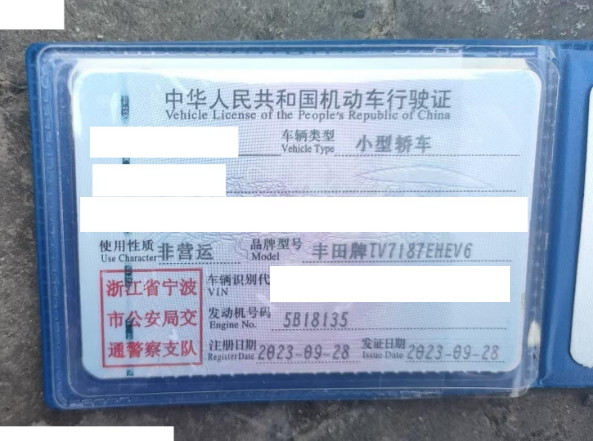 中华人民共和国机动车行驶证
Vehicle License of the People's Republic of China
车辆类型 小型轿车
Vehicle Type
使用性质 非营运 品牌型号 丰田牌TV7187EHEV6
Use Character Model
浙江省宁波 车辆识别代
VIN
市公安局交 发动机号码 5B18135
Engine No.
通警察支队 注册日期 2023-09-28 发证日期 2023-09-28
Register Date Issue Date